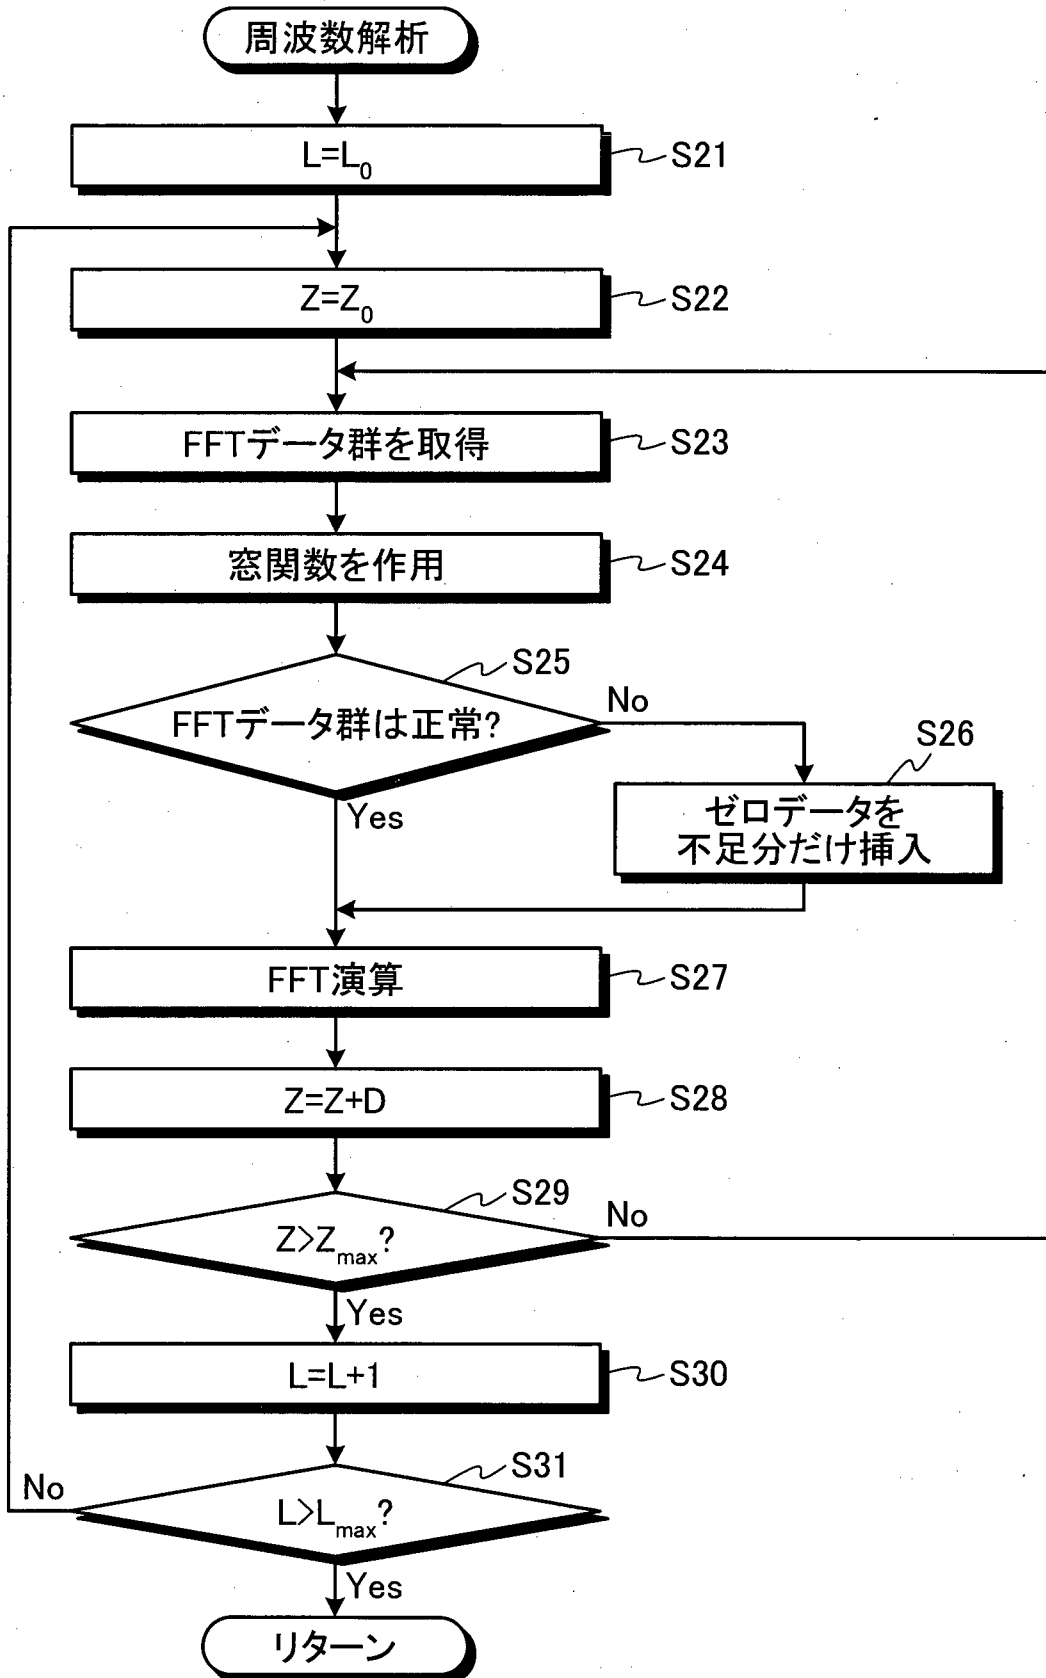 周波数解析
L=L₀
S21
Z=Z₀
S22
FFTデータ群を取得
S23
窓関数を作用
S24
S25
FFTデータ群は正常?
No
Yes
S26
ゼロデータを
不足分だけ挿入
FFT演算
S27
Z=Z+D
S28
S29
Z>Zmax?
No
Yes
L=L+1
S30
S31
L>Lmax?
No
Yes
リターン